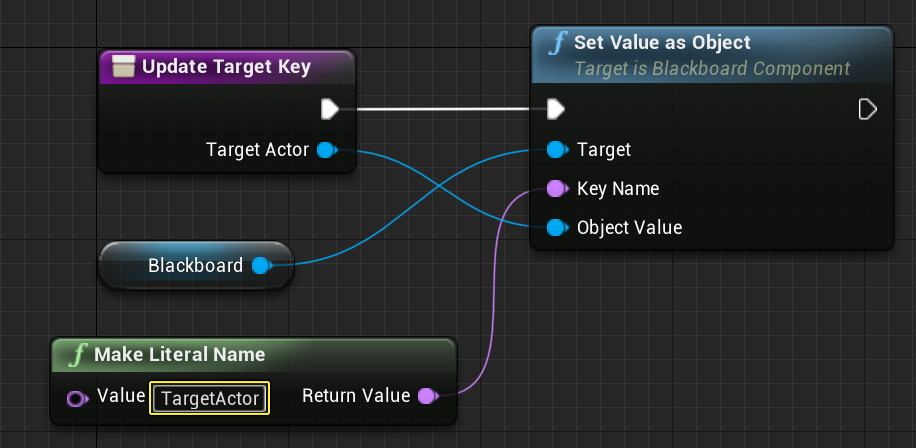 Update Target Key
Target Actor
Blackboard
Make Literal Name
Value TargetActor Return Value
f Set Value as Object
Target is Blackboard Component
Target
Key Name
Object Value